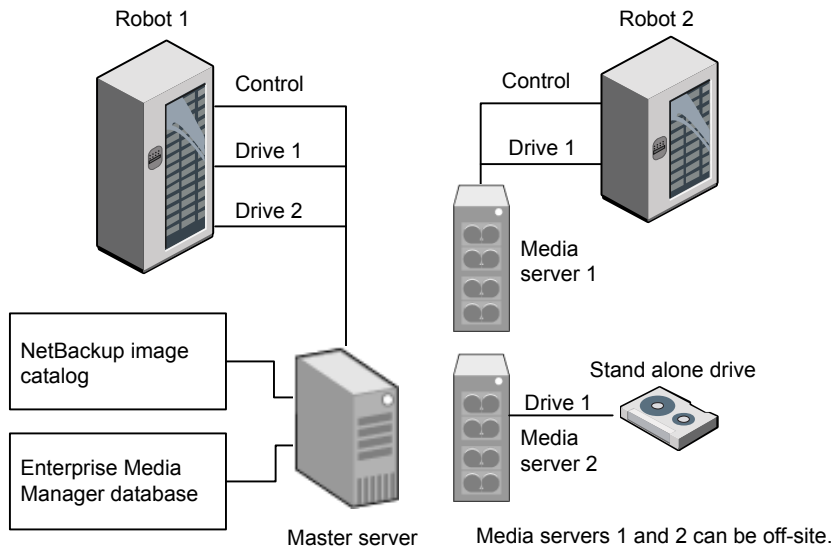 Robot 1
Robot 2
Control
Drive 1
Drive 2
Control
Drive 1
Media
server 1
NetBackup image
catalog
Stand alone drive
Drive 1
Media
server 2
Enterprise Media
Manager database
Master server
Media servers 1 and 2 can be off-site.